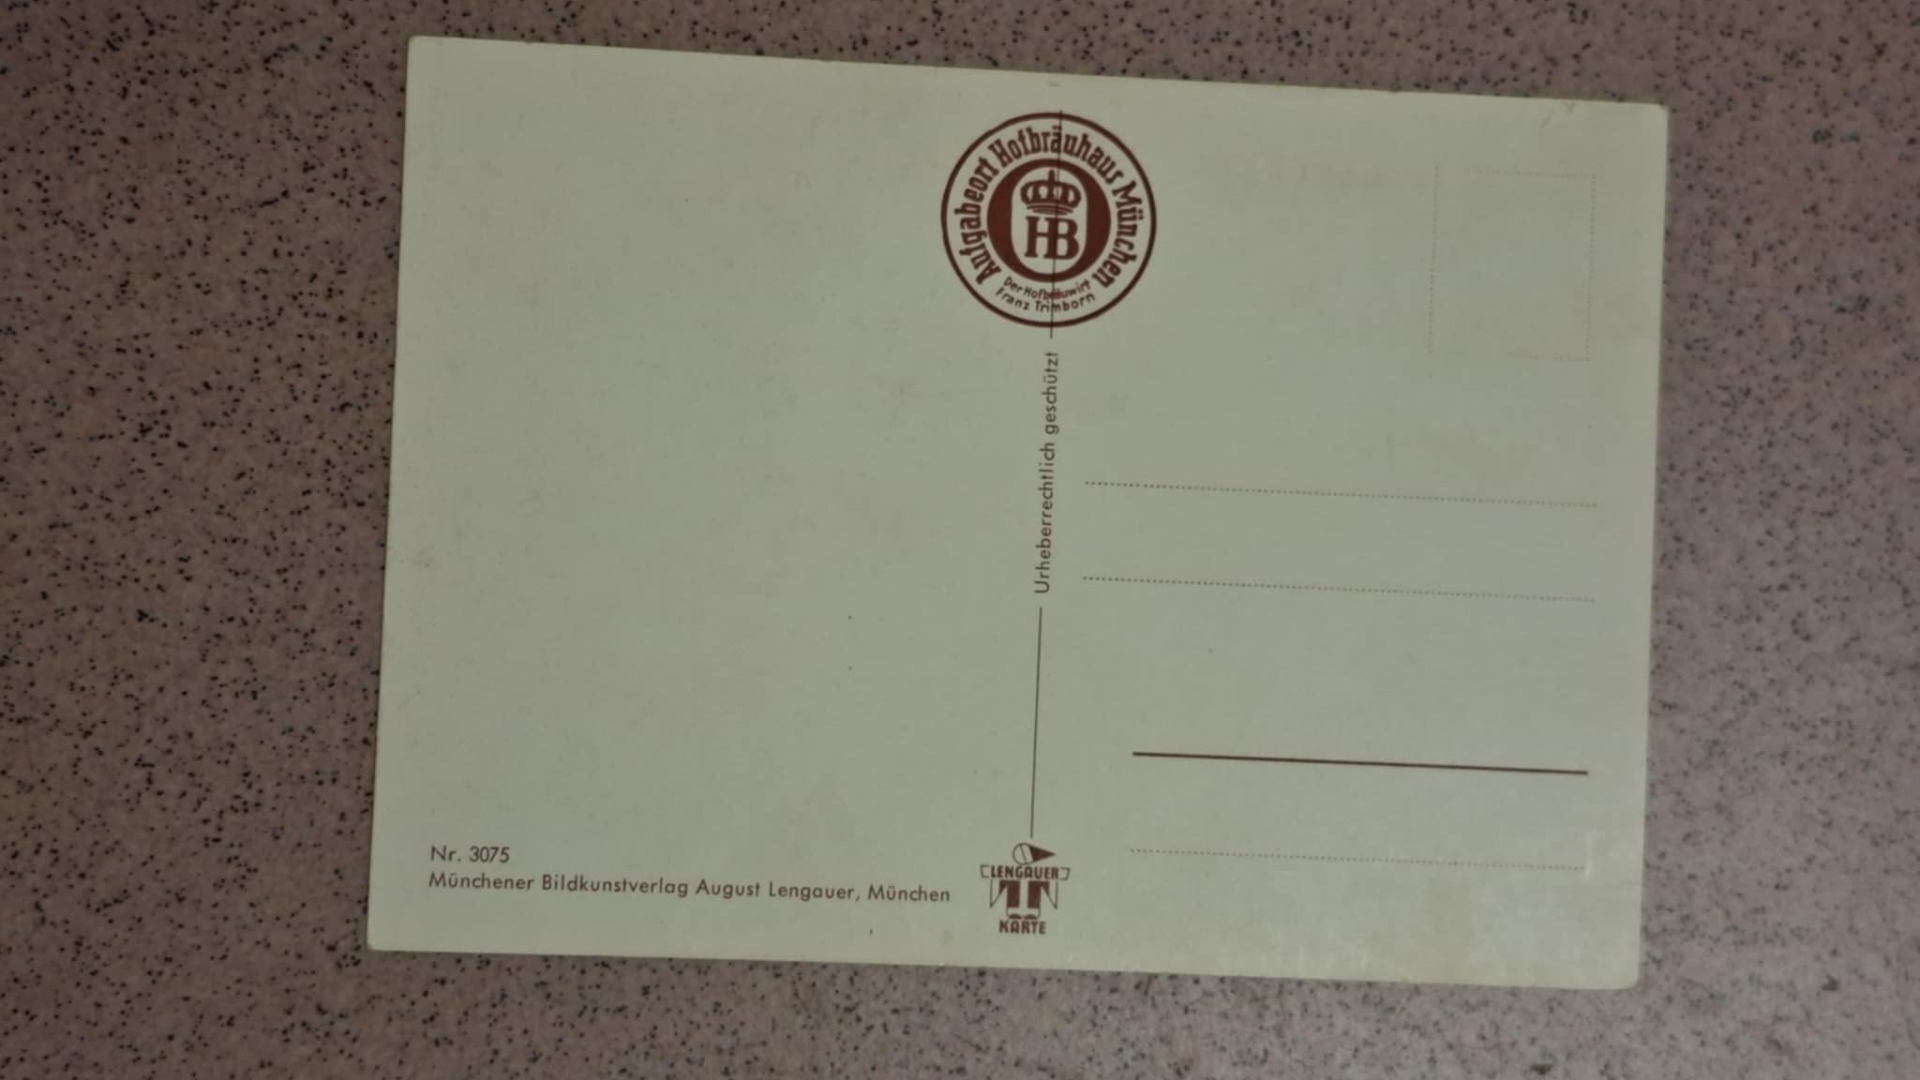 Aufgabeort Hofbräuhaus München
HB
Der Hofbräuwirt
Franz Trimborn
Urheberrechtlich geschützt
Nr. 3075
Münchener Bildkunstverlag August Lengauer, München
LENGAUER
KARTE